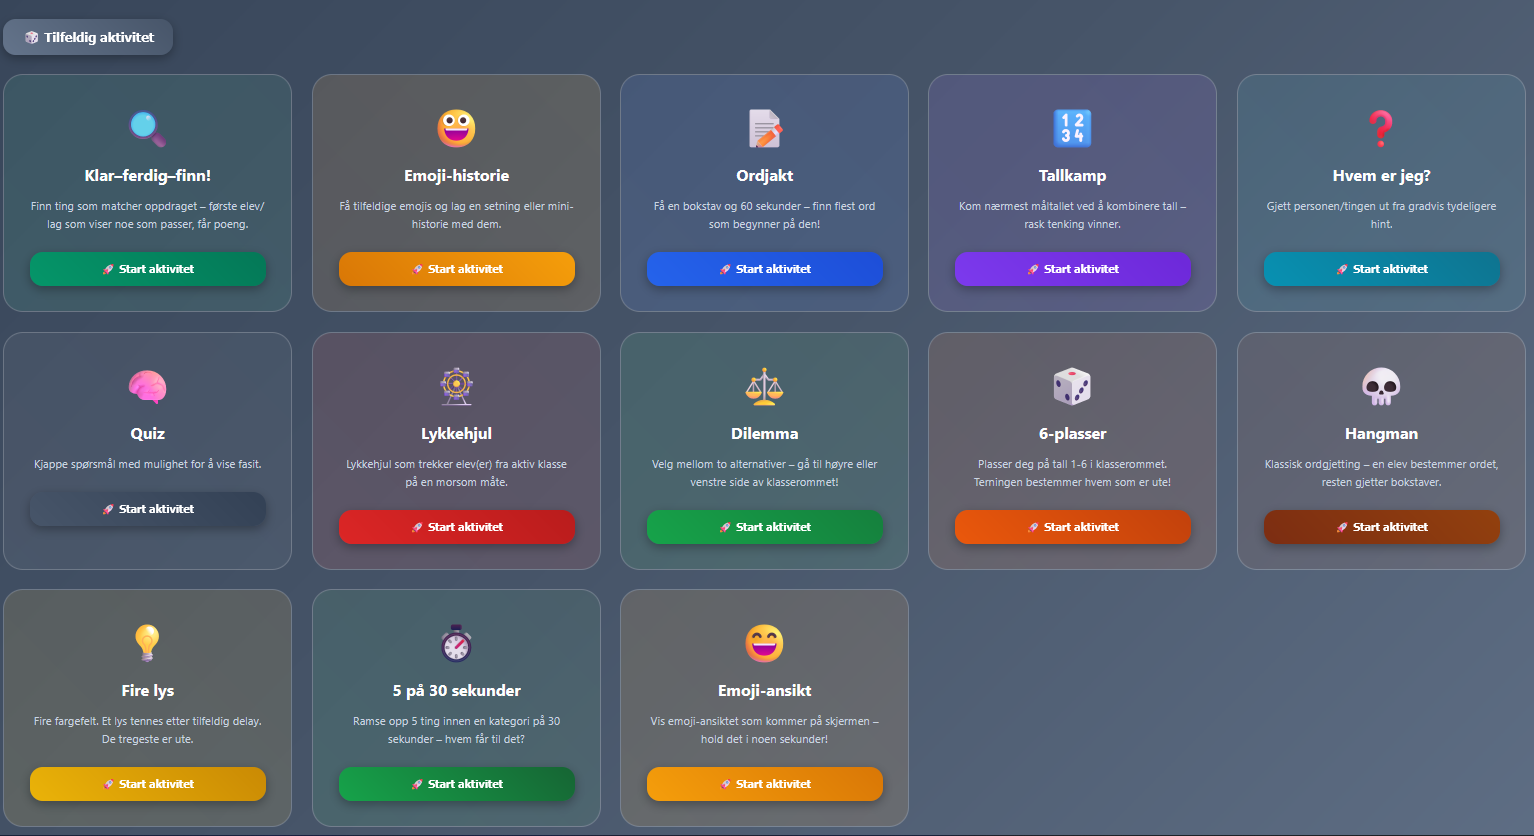 Tilfeldig aktivitet
Klar–ferdig–finn!
Finn ting som matcher oppdraget – første elev/
lag som viser noe som passer, får poeng.
Start aktivitet
Emoji-historie
Få tilfeldige emojis og lag en setning eller mini-
historie med dem.
Start aktivitet
Ordjakt
Få en bokstav og 60 sekunder – finn flest ord
som begynner på den!
Start aktivitet
1 2
3 4
Tallkamp
Kom nærmest måltallet ved å kombinere tall –
rask tenking vinner.
Start aktivitet
Hvem er jeg?
Gjett personen/tingen ut fra gradvis tydeligere
hint.
Start aktivitet
Quiz
Kjappe spørsmål med mulighet for å vise fasit.
Start aktivitet
Lykkehjul
Lykkehjul som trekker elev(er) fra aktiv klasse
på en morsom måte.
Start aktivitet
Dilemma
Velg mellom to alternativer – gå til høyre eller
venstre side av klasserommet!
Start aktivitet
6-plasser
Plasser deg på tall 1-6 i klasserommet.
Terningen bestemmer hvem som er ute!
Start aktivitet
Hangman
Klassisk ordgjetting – en elev bestemmer ordet,
resten gjetter bokstaver.
Start aktivitet
Fire lys
Fire fargefelt. Et lys tennes etter tilfeldig delay.
De tregeste er ute.
Start aktivitet
5 på 30 sekunder
Ramse opp 5 ting innen en kategori på 30
sekunder – hvem får til det?
Start aktivitet
Emoji-ansikt
Vis emoji-ansiktet som kommer på skjermen –
hold det i noen sekunder!
Start aktivitet